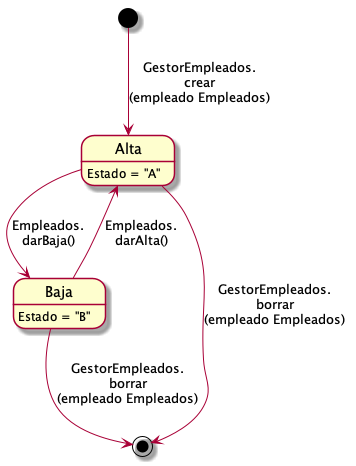 GestorEmpleados.
crear
(empleado Empleados)
Alta
Estado = "A"
Empleados.
darBaja()
Empleados.
darAlta()
Baja
Estado = "B"
GestorEmpleados.
borrar
(empleado Empleados)
GestorEmpleados.
borrar
(empleado Empleados)